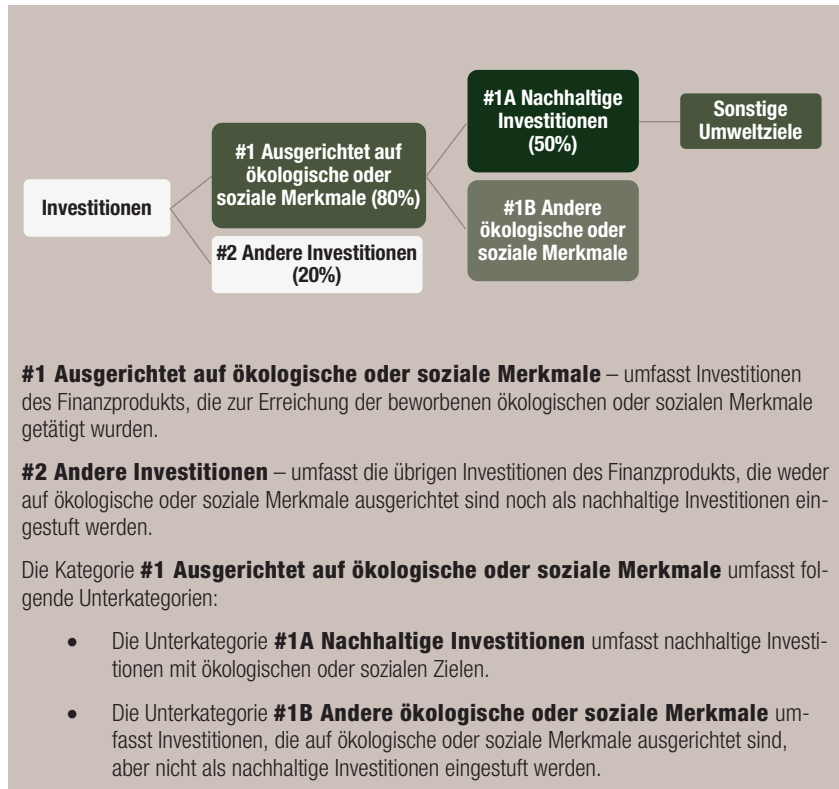 #1A Nachhaltige
Investitionen
(50%)
Sonstige
Umweltziele
#1 Ausgerichtet auf
ökologische oder
soziale Merkmale (80%)
Investitionen
#1B Andere
ökologische oder
soziale Merkmale
#2 Andere Investitionen
(20%)
#1 Ausgerichtet auf ökologische oder soziale Merkmale – umfasst Investitionen
des Finanzprodukts, die zur Erreichung der beworbenen ökologischen oder sozialen Merkmale
getätigt wurden.
#2 Andere Investitionen – umfasst die übrigen Investitionen des Finanzprodukts, die weder
auf ökologische oder soziale Merkmale ausgerichtet sind noch als nachhaltige Investitionen ein-
gestuft werden.
Die Kategorie #1 Ausgerichtet auf ökologische oder soziale Merkmale umfasst fol-
gende Unterkategorien:
• Die Unterkategorie #1A Nachhaltige Investitionen umfasst nachhaltige Investi-
tionen mit ökologischen oder sozialen Zielen.
• Die Unterkategorie #1B Andere ökologische oder soziale Merkmale um-
fasst Investitionen, die auf ökologische oder soziale Merkmale ausgerichtet sind,
aber nicht als nachhaltige Investitionen eingestuft werden.